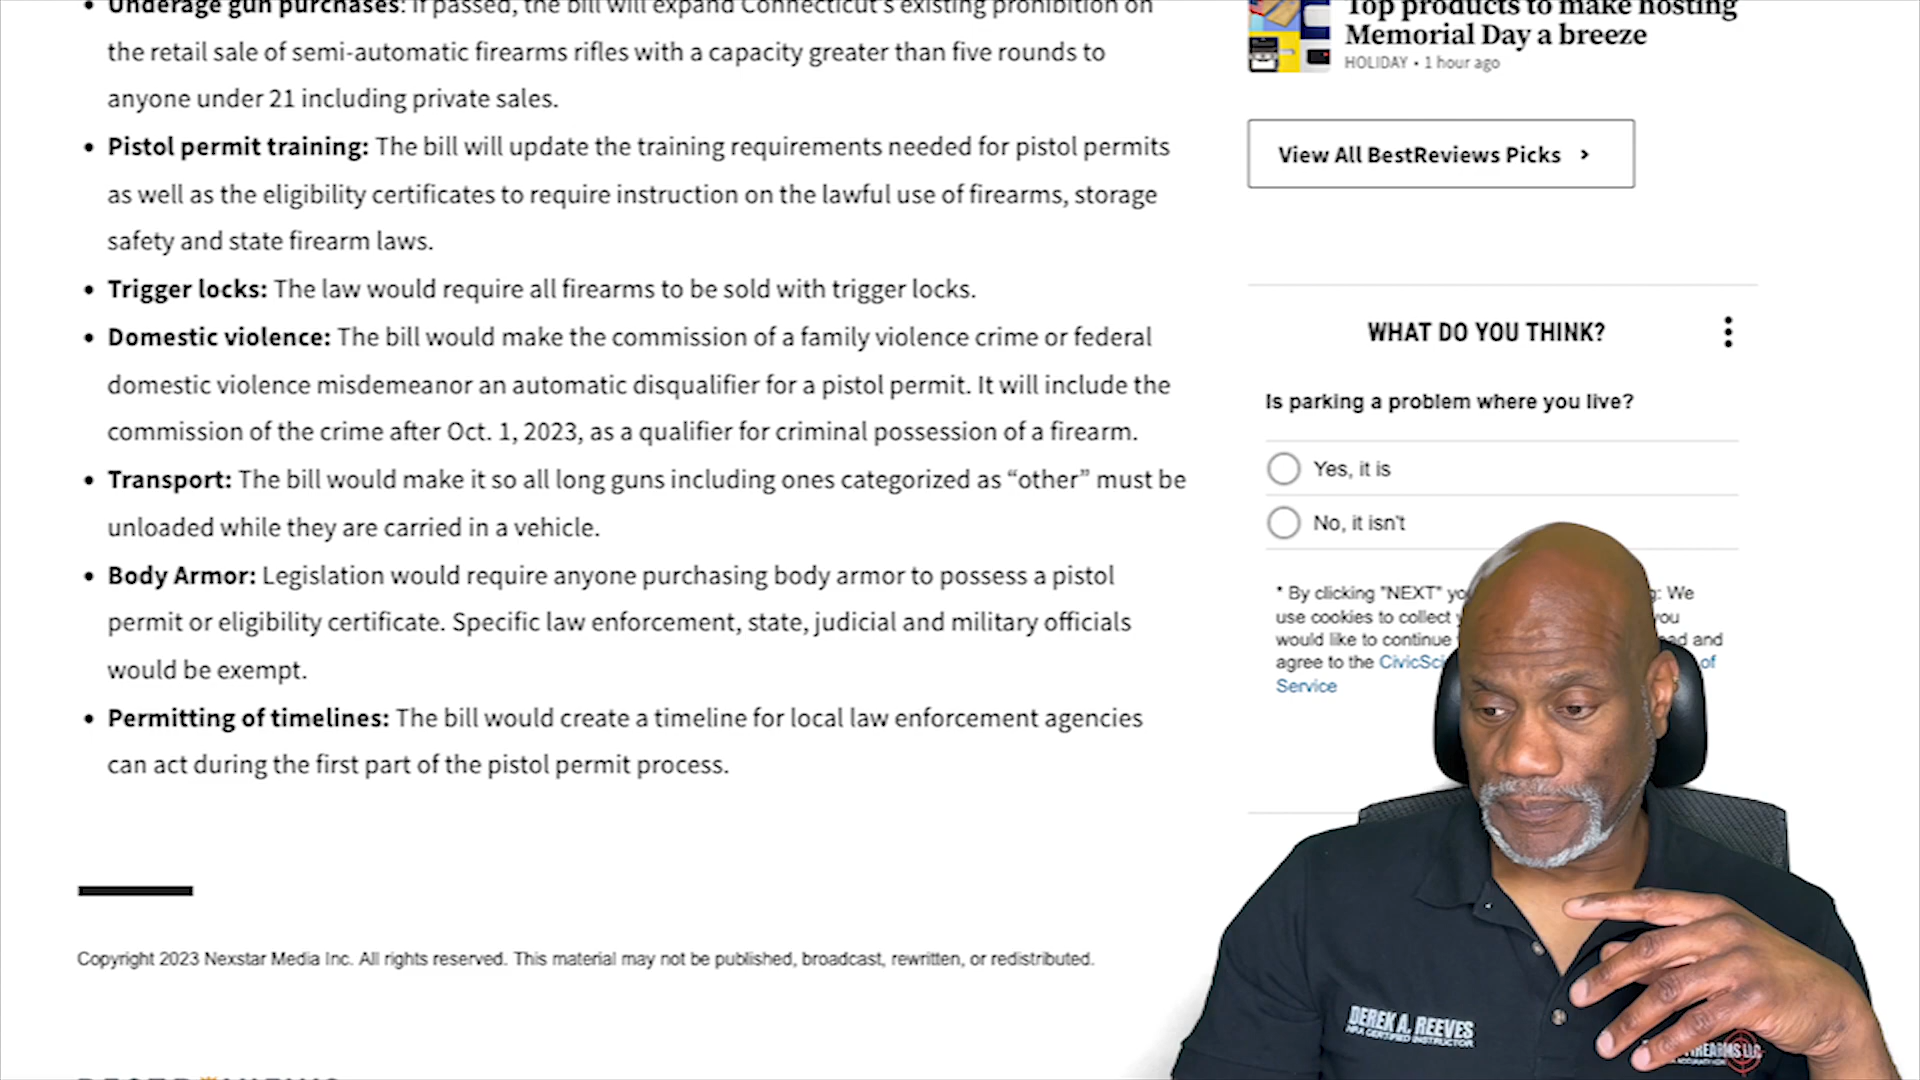 Underage gun purchases: If passed, the bill will expand Connecticut's existing prohibition on
the retail sale of semi-automatic firearms rifles with a capacity greater than five rounds to
anyone under 21 including private sales.
• Pistol permit training: The bill will update the training requirements needed for pistol permits
as well as the eligibility certificates to require instruction on the lawful use of firearms, storage
safety and state firearm laws.
• Trigger locks: The law would require all firearms to be sold with trigger locks.
• Domestic violence: The bill would make the commission of a family violence crime or federal
domestic violence misdemeanor an automatic disqualifier for a pistol permit. It will include the
commission of the crime after Oct. 1, 2023, as a qualifier for criminal possession of a firearm.
• Transport: The bill would make it so all long guns including ones categorized as “other” must be
unloaded while they are carried in a vehicle.
• Body Armor: Legislation would require anyone purchasing body armor to possess a pistol
permit or eligibility certificate. Specific law enforcement, state, judicial and military officials
would be exempt.
• Permitting of timelines: The bill would create a timeline for local law enforcement agencies
can act during the first part of the pistol permit process.
Copyright 2023 Nexstar Media Inc. All rights reserved. This material may not be published, broadcast, rewritten, or redistributed.
Top products to make hosting
Memorial Day a breeze
HOLIDAY • 1 hour ago
View All BestReviews Picks
WHAT DO YOU THINK?
Is parking a problem where you live?
Yes, it is
No, it isn't
* By clicking "NEXT" : We
use cookies to collect you
would like to continue and
agree to the of
Service
DEREK A. REEVES
NRA CERTIFIED INSTRUCTOR